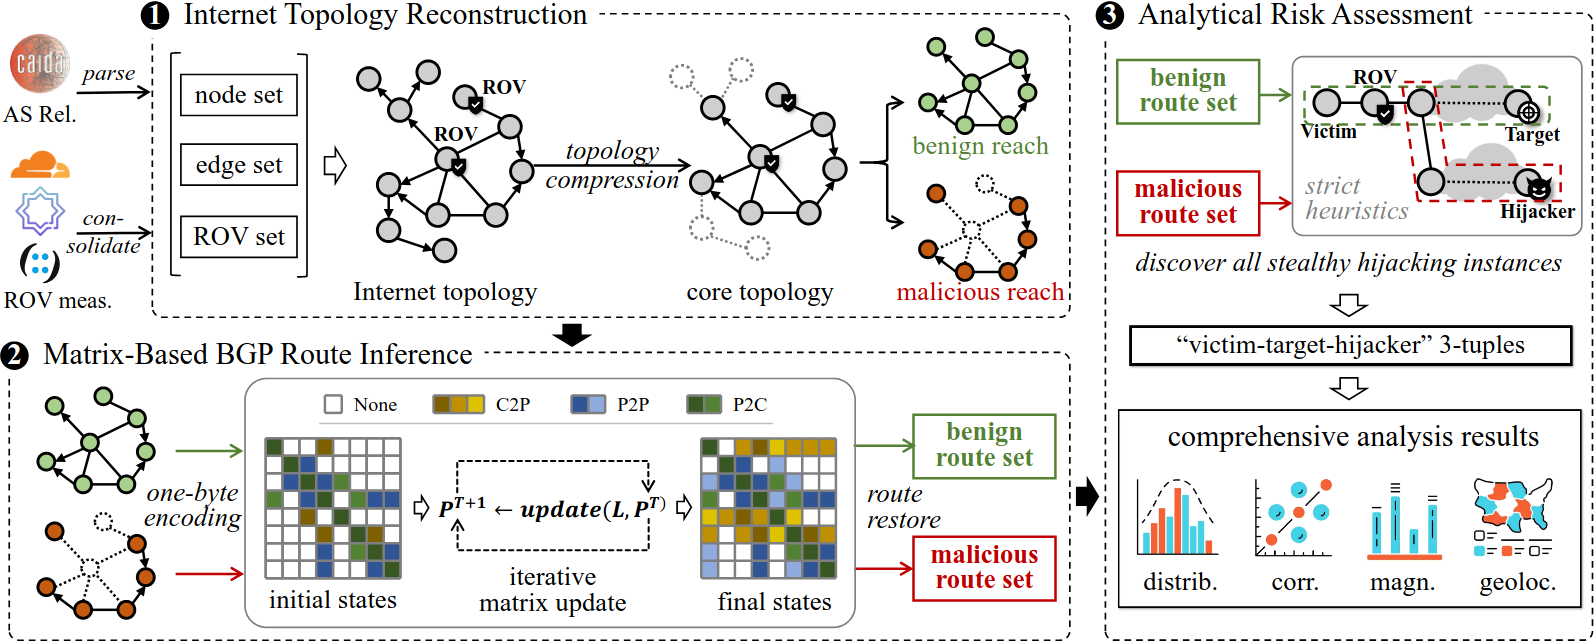 1 Internet Topology Reconstruction
caida
AS Rel.
parse
con-
solidate
ROV meas.
node set
edge set
ROV set
ROV
ROV
Internet topology
topology
compression
core topology
benign reach
malicious reach
2 Matrix-Based BGP Route Inference
one-byte
encoding
None
C2P
P2P
P2C
initial states
P^{T+1} ← update(L, P^T)
iterative
matrix update
final states
route
restore
benign
route set
malicious
route set
3 Analytical Risk Assessment
benign
route set
malicious
route set
ROV
Victim
Target
strict
heuristics
Hijacker
discover all stealthy hijacking instances
“victim-target-hijacker” 3-tuples
comprehensive analysis results
distrib.
corr.
magn.
geoloc.